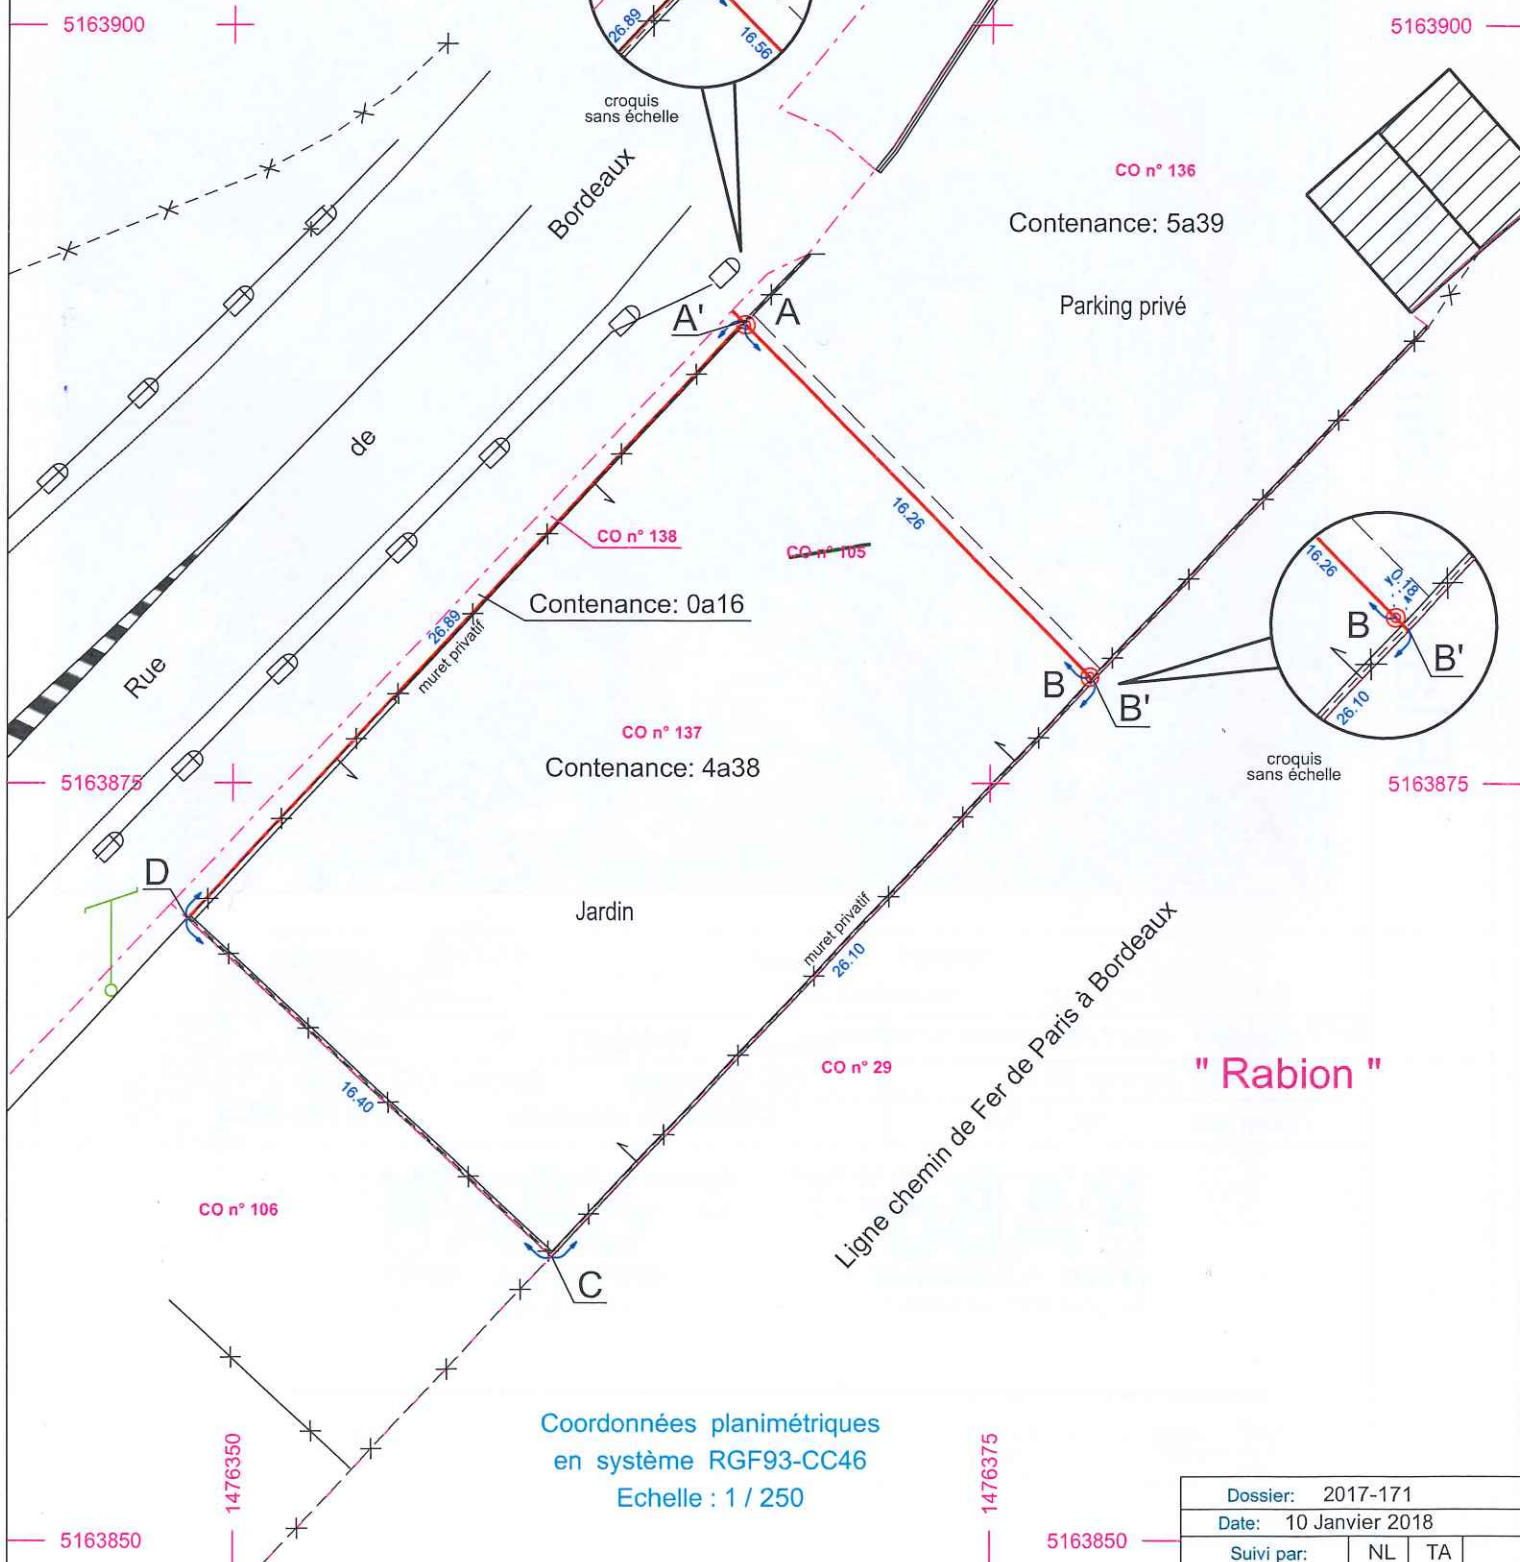 5163900
5163900
26.89
16.56
croquis
sans échelle
Bordeaux
CO n° 136
Contenance: 5a39
Parking privé
A'
A
de
16.26
CO n° 138
CO n° 105
Contenance: 0a16
26.89
muret privatif
Rue
16.26
0.18
B
B'
26.10
B
B'
CO n° 137
Contenance: 4a38
croquis
sans échelle
5163875
5163875
D
Jardin
muret privatif
26.10
Ligne chemin de Fer de Paris à Bordeaux
CO n° 29
" Rabion "
16.40
CO n° 106
C
Coordonnées planimétriques
en système RGF93-CC46
Echelle : 1 / 250
1476350
1476375
5163850
5163850
Dossier: 2017-171
Date: 10 Janvier 2018
Suivi par: NL TA